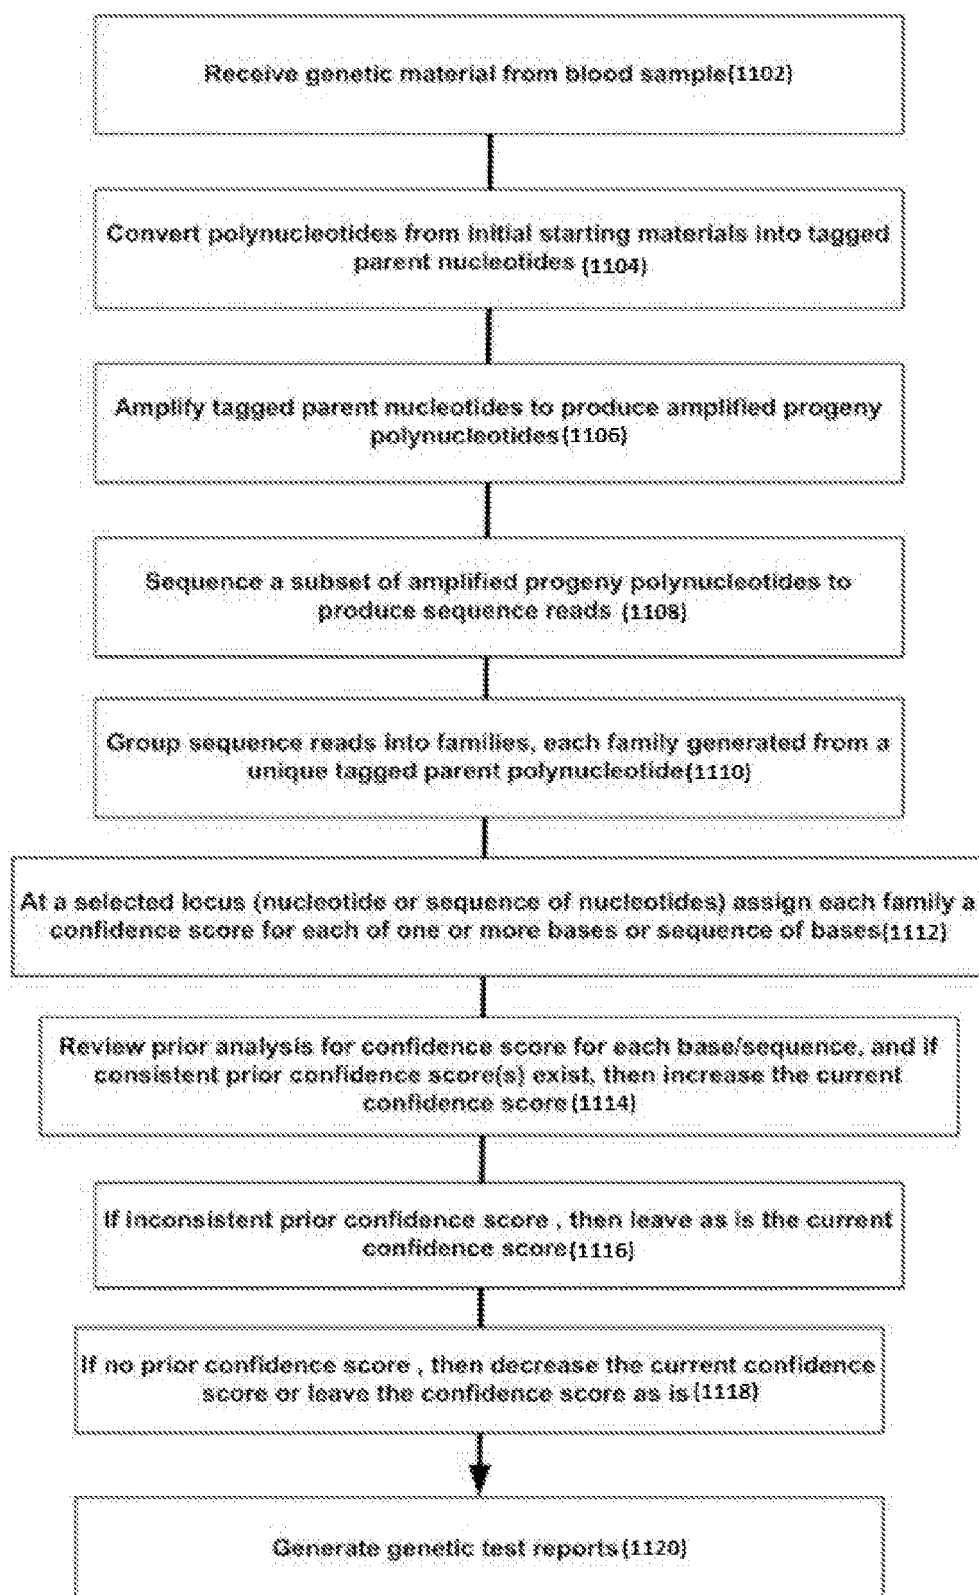 Receive genetic material from blood sample(1102)
Convert polynucleotides from initial starting materials into tagged
parent nucleotides (1104)
Amplify tagged parent nucleotides to produce amplified progeny
polynucleotides(1106)
Sequence a subset of amplified progeny polynucleotides to
produce sequence reads (1108)
Group sequence reads into families, each family generated from a
unique tagged parent polynucleotide(1110)
At a selected locus (nucleotide or sequence of nucleotides) assign each family a
confidence score for each of one or more bases or sequence of bases(1112)
Review prior analysis for confidence score for each base/sequence, and if
consistent prior confidence score(s) exist, then increase the current
confidence score(1114)
If inconsistent prior confidence score , then leave as is the current
confidence score(1116)
If no prior confidence score , then decrease the current confidence
score or leave the confidence score as is(1118)
Generate genetic test reports(1120)